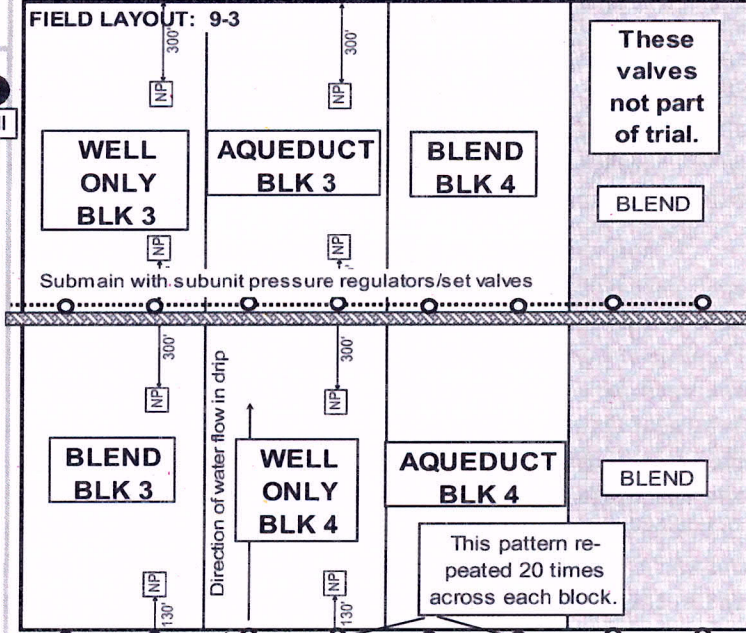 FIELD LAYOUT: 9-3
300'
300'
NP
NP
These
valves
not part
of trial.
WELL
ONLY
BLK 3
AQUEDUCT
BLK 3
BLEND
BLK 4
BLEND
NP
NP
Submain with subunit pressure regulators/set valves
300'
300'
NP
NP
Direction of water flow in drip
BLEND
BLK 3
WELL
ONLY
BLK 4
AQUEDUCT
BLK 4
BLEND
This pattern re-
peated 20 times
across each block.
NP
NP
130'
130'